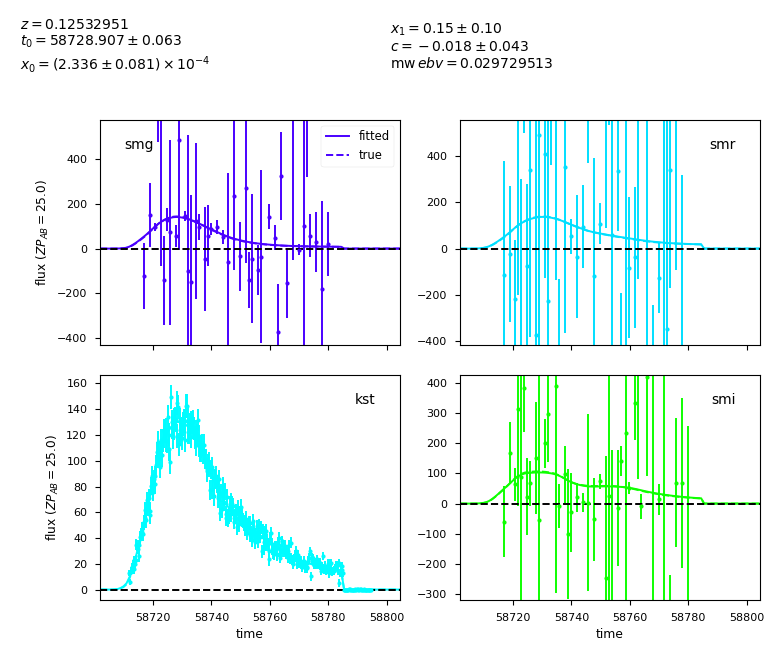 z = 0.12532951
t₀ = 58728.907 ± 0.063
x₀ = (2.336 ± 0.081) × 10⁻⁴
x₁ = 0.15 ± 0.10
c = −0.018 ± 0.043
mw ebv = 0.029729513
smg
fitted
true
flux (ZP_AB = 25.0)
400
200
0
−200
−400
smr
400
200
0
−200
−400
kst
flux (ZP_AB = 25.0)
160
140
120
100
80
60
40
20
0
58720 58740 58760 58780 58800
time
smi
400
300
200
100
0
−100
−200
−300
58720 58740 58760 58780 58800
time